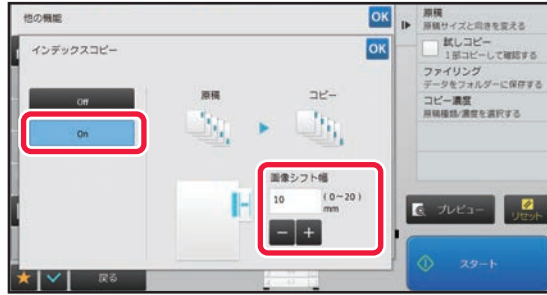 他の機能
OK
インデックスコピー
OK
Off
On
原稿
コピー
画像シフト幅
10
(0～20)
mm
戻る
原稿
原稿サイズと向きを変える
試しコピー
1部コピーして確認する
ファイリング
データをフォルダーに保存する
コピー濃度
原稿種類/濃度を選択する
プレビュー
リセット
スタート